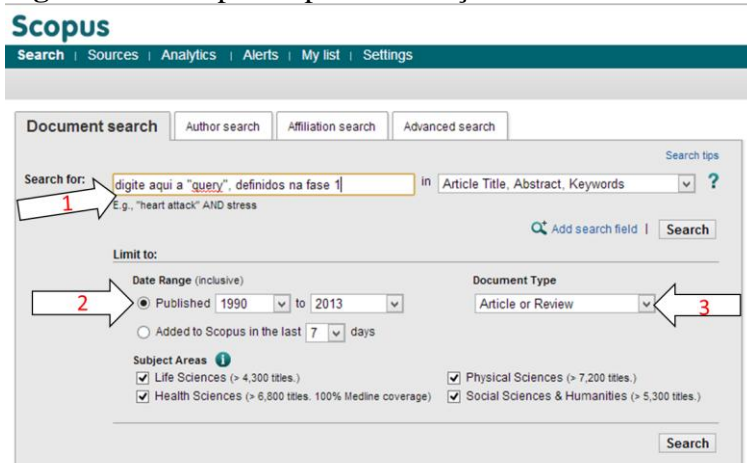 Scopus
Search | Sources | Analytics | Alerts | My list | Settings
Document search Author search Affiliation search Advanced search
Search tips
Search for: digite aqui a "query", definidos na fase 1 in Article Title, Abstract, Keywords ?
1 E.g., "heart attack" AND stress
Add search field | Search
Limit to:
Date Range (inclusive) Document Type
2 Published 1990 to 2013 Article or Review 3
Added to Scopus in the last 7 days
Subject Areas i
Life Sciences (> 4,300 titles.) Physical Sciences (> 7,200 titles.)
Health Sciences (> 6,800 titles. 100% Medline coverage) Social Sciences & Humanities (> 5,300 titles.)
Search